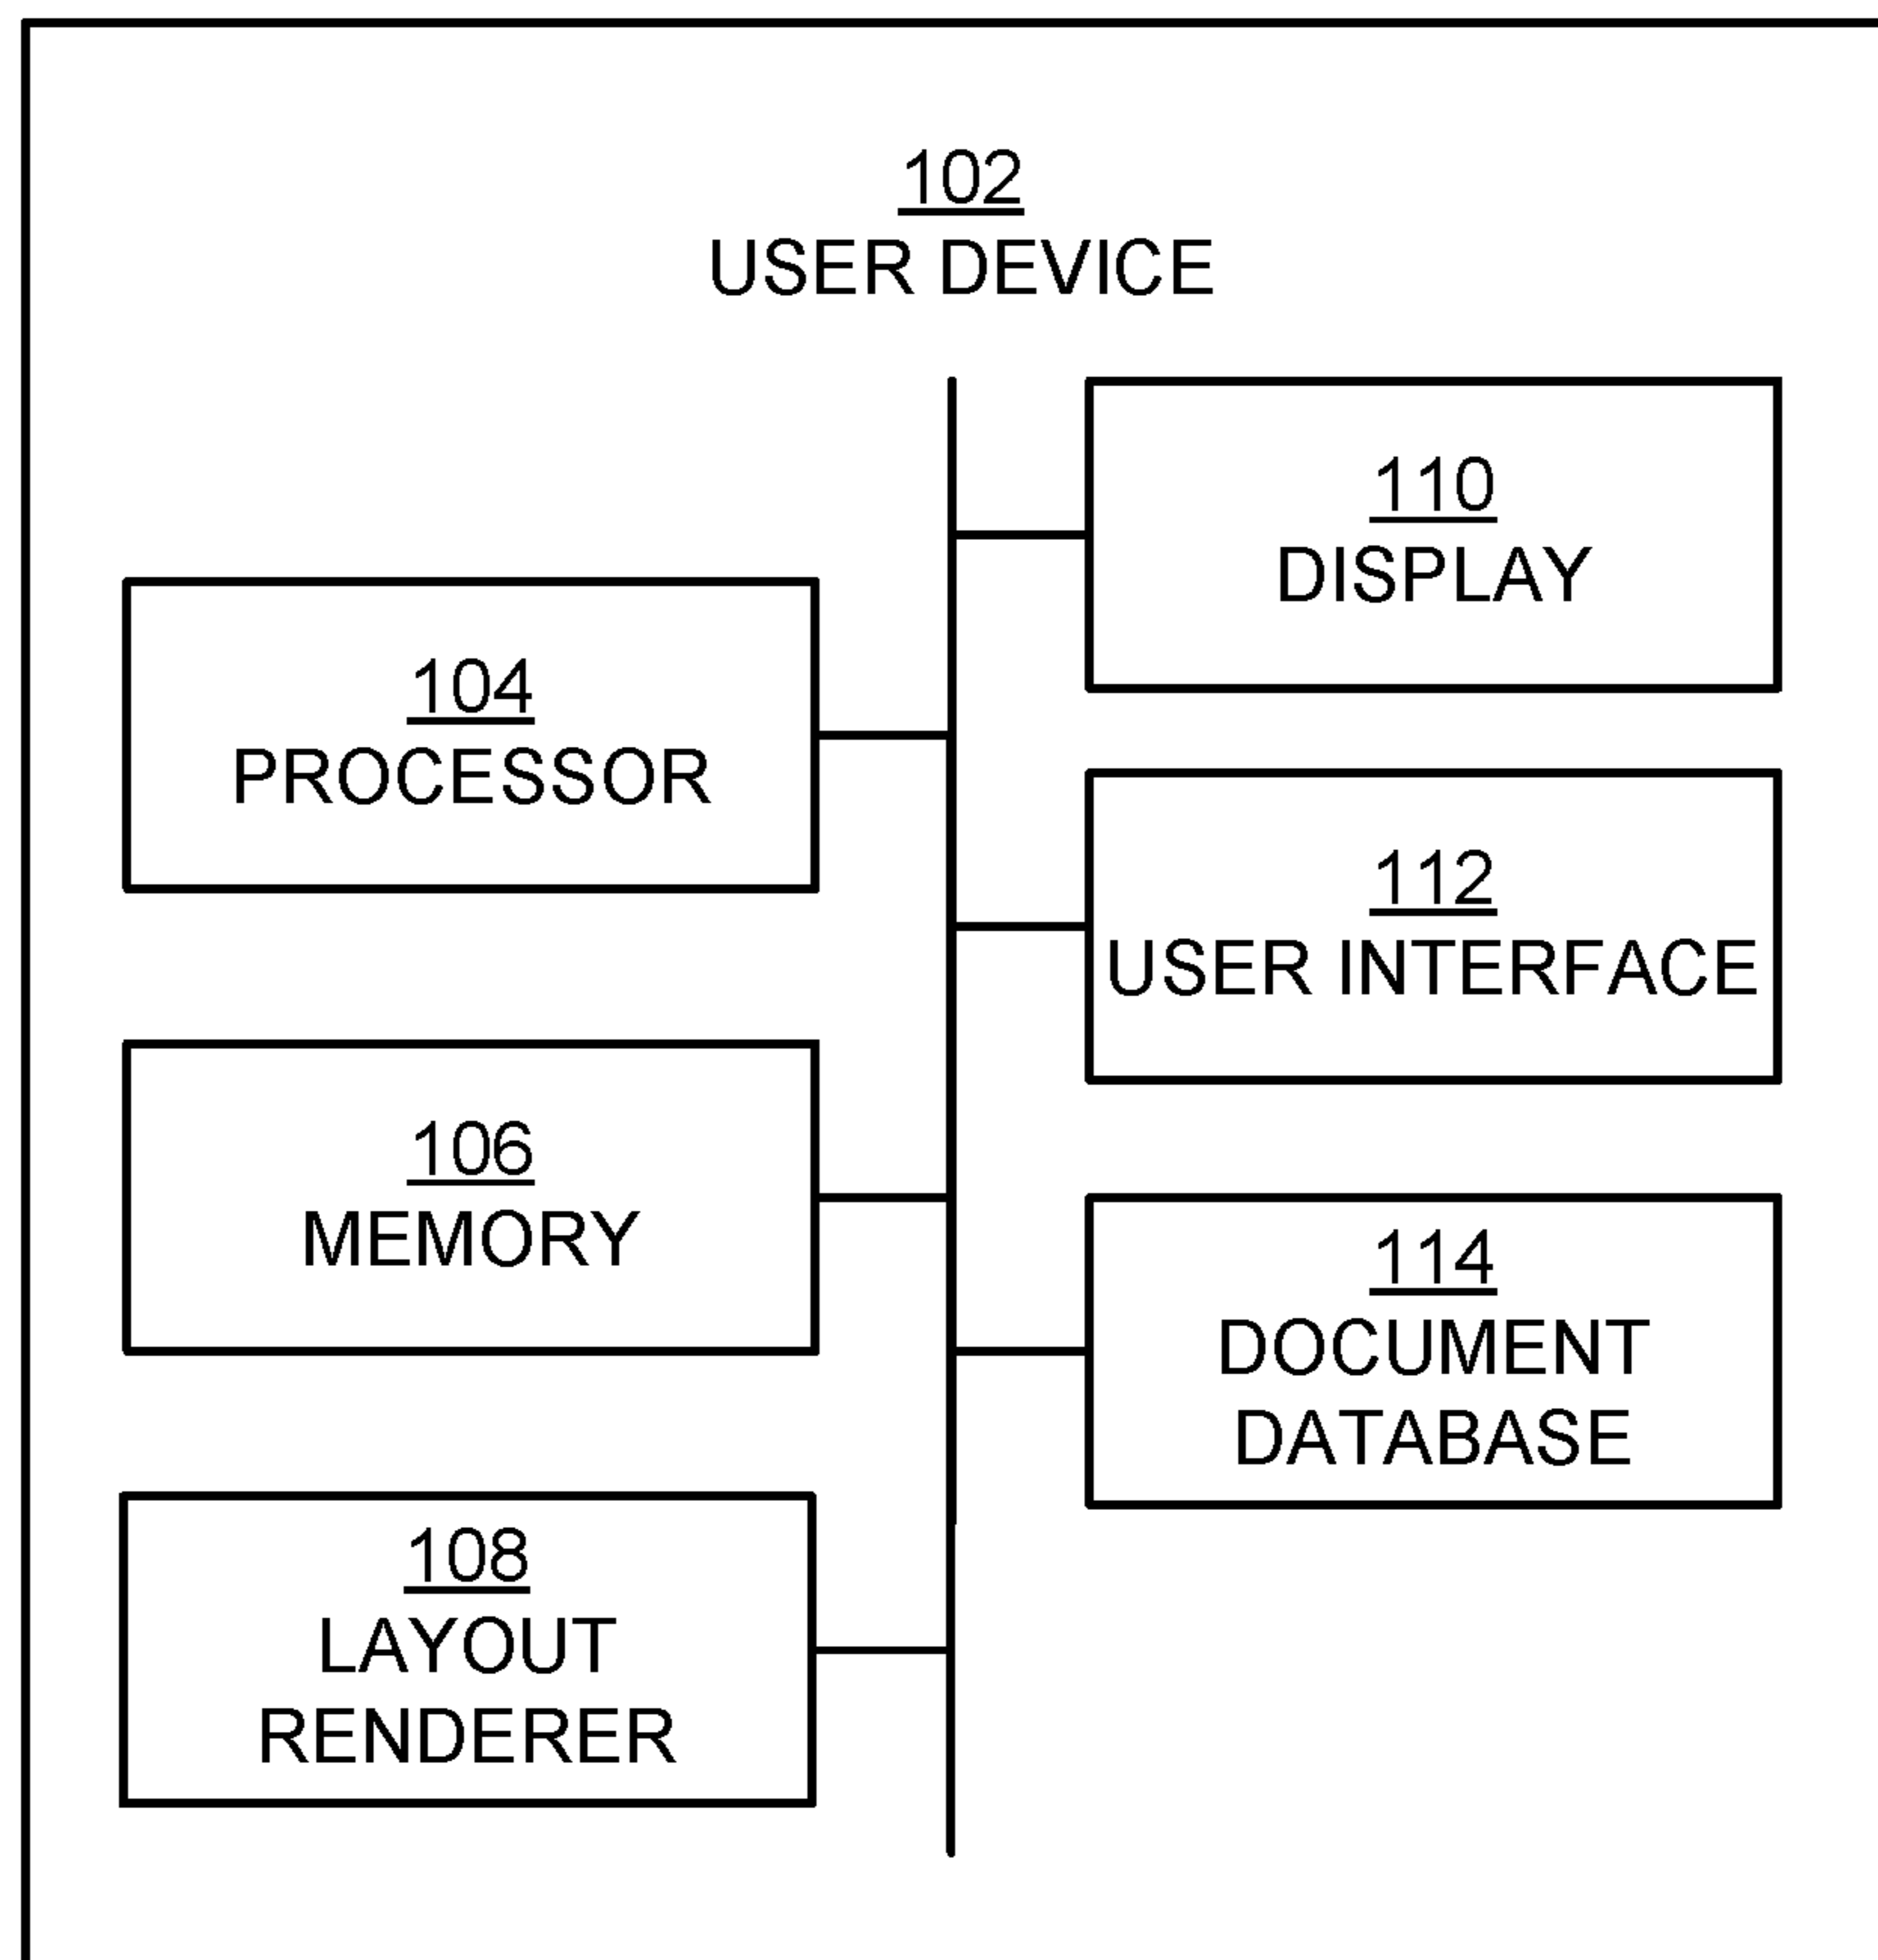 102
USER DEVICE
104
PROCESSOR
106
MEMORY
108
LAYOUT
RENDERER
110
DISPLAY
112
USER INTERFACE
114
DOCUMENT
DATABASE